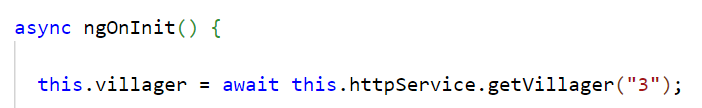 async ngOnInit() {
this.villager = await this.httpService.getVillager("3");